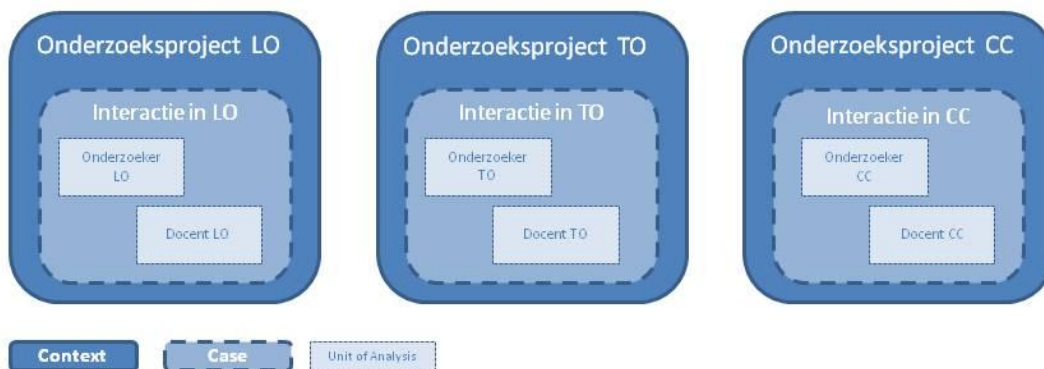 Onderzoeksproject LO
Interactie in LO
Onderzoeker
LO
Docent LO
Onderzoeksproject TO
Interactie in TO
Onderzoeker
TO
Docent TO
Onderzoeksproject CC
Interactie in CC
Onderzoeker
CC
Docent CC
Context
Case
Unit of Analysis